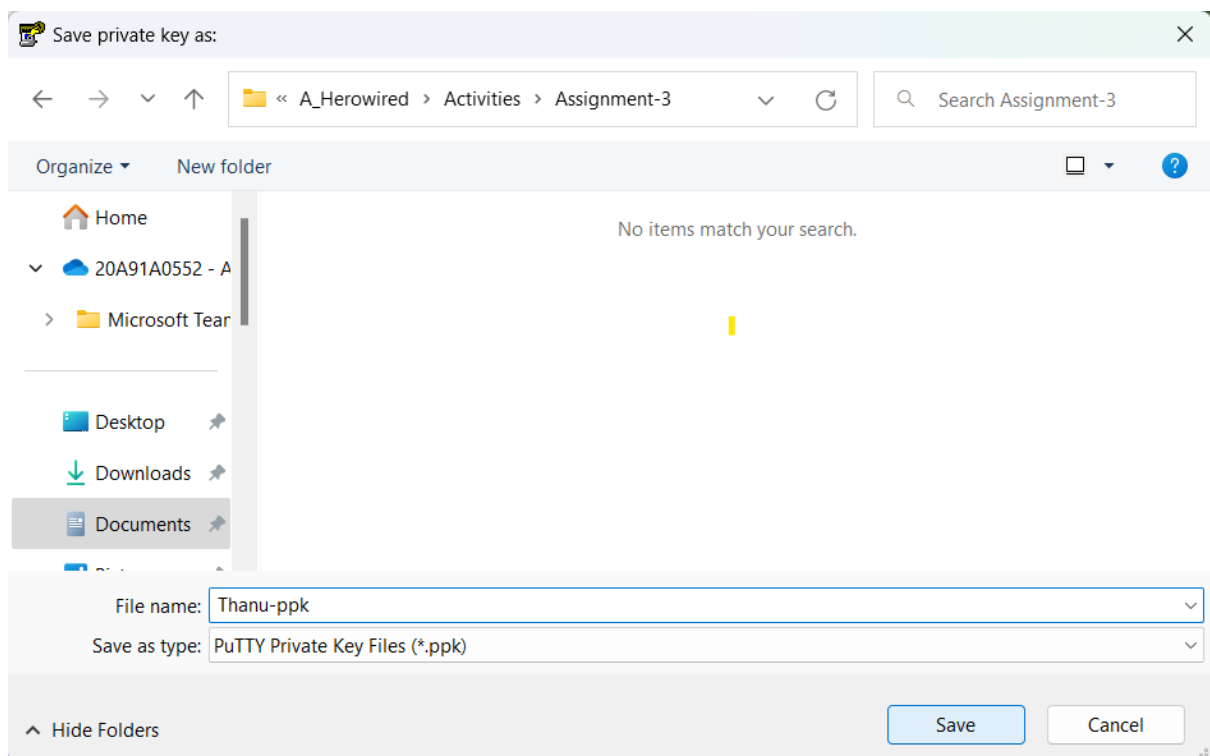 Save private key as:
« A_Herowired > Activities > Assignment-3
Search Assignment-3
Organize
New folder
?
Home
No items match your search.
20A91A0552 - A
Microsoft Tear
Desktop
Downloads
Documents
File name: Thanu-ppk
Save as type: PuTTY Private Key Files (*.ppk)
Hide Folders
Save
Cancel